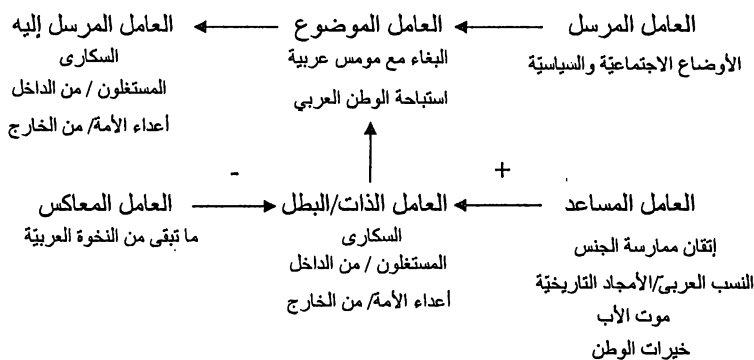 العامل المرسل
الأوضاع الاجتماعيّة والسياسيّة
العامل الموضوع
البغاء مع مومس عربية
استباحة الوطن العربي
العامل المرسل إليه
السكارى
المستغلون / من الداخل
أعداء الأمة/ من الخارج
+
-
العامل المساعد
إتقان ممارسة الجنس
النسب العربيّ/الأمجاد التاريخيّة
موت الأب
خيرات الوطن
العامل الذات/البطل
السكارى
المستغلون / من الداخل
أعداء الأمة/ من الخارج
العامل المعاكس
ما تبقى من النخوة العربيّة